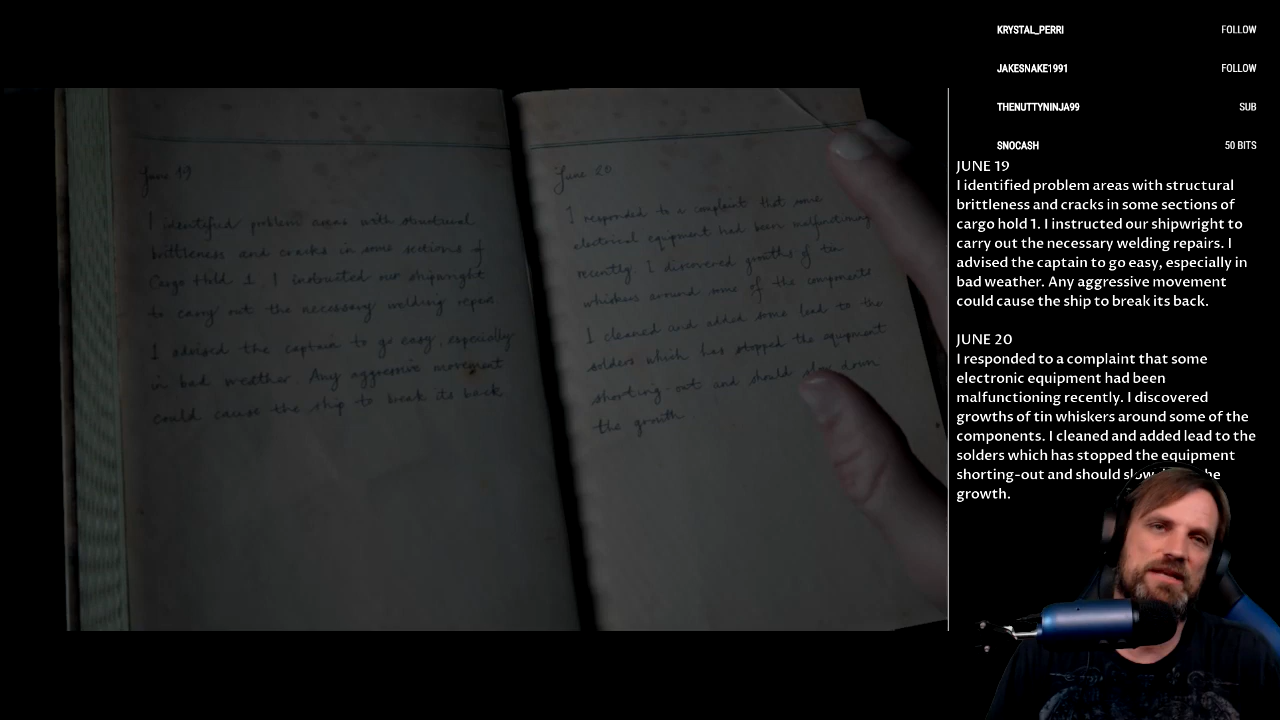 June 19
I identified problem areas with structural
brittleness and cracks in some sections of
Cargo Hold 1. I instructed our shipwright
to carry out the necessary welding repairs
I advised the captain to go easy, especially
in bad weather. Any aggressive movement
could cause the ship to break its back
June 20
I responded to a complaint that some
electrical equipment had been malfunctioning
recently I discovered growths of tin
whiskers around some of the components
I cleaned and added some lead to the
solders which has stopped the equipment
shorting-out and should slow down
the growth
KRYSTAL_PERRI FOLLOW
JAKESNAKE1991 FOLLOW
THENUTTYNINJA99 SUB
SNOCASH 50 BITS
JUNE 19
I identified problem areas with structural
brittleness and cracks in some sections of
cargo hold 1. I instructed our shipwright to
carry out the necessary welding repairs. I
advised the captain to go easy, especially in
bad weather. Any aggressive movement
could cause the ship to break its back.
JUNE 20
I responded to a complaint that some
electronic equipment had been
malfunctioning recently. I discovered
growths of tin whiskers around some of the
components. I cleaned and added lead to the
solders which has stopped the equipment
shorting-out and should slow he
growth.